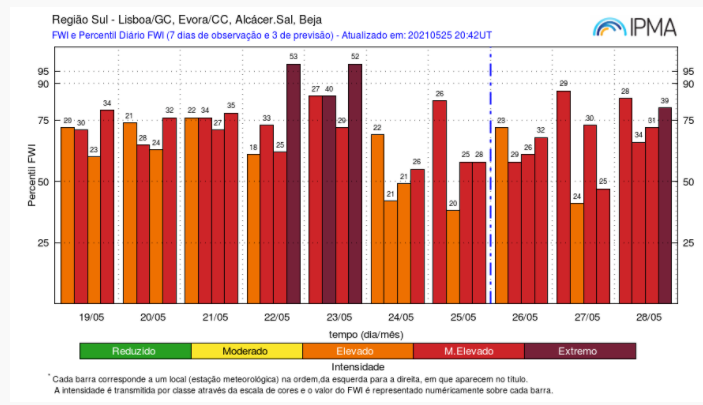 Região Sul - Lisboa/GC, Evora/CC, Alcácer.Sal, Beja
FWI e Percentil Diário FWI (7 dias de observação e 3 de previsão) - Atualizado em: 20210525 20:42UT
IPMA
Percentil FWI
95 95
90 90
75 75
50 50
25 25
20 30 23 34
21 28 24 32
22 34 27 35
18 33 25 53
27 40 29 52
22 21 21 26
26 20 25 28
23 29 26 32
29 24 30 25
28 34 31 39
19/05 20/05 21/05 22/05 23/05 24/05 25/05 26/05 27/05 28/05
tempo (dia/mês)
Reduzido Moderado Elevado M.Elevado Extremo
Intensidade
* Cada barra corresponde a um local (estação meteorológica) na ordem,da esquerda para a direita, em que aparecem no título.
A intensidade é transmitida por classe através da escala de cores e o valor do FWI é representado numéricamente sobre cada barra.